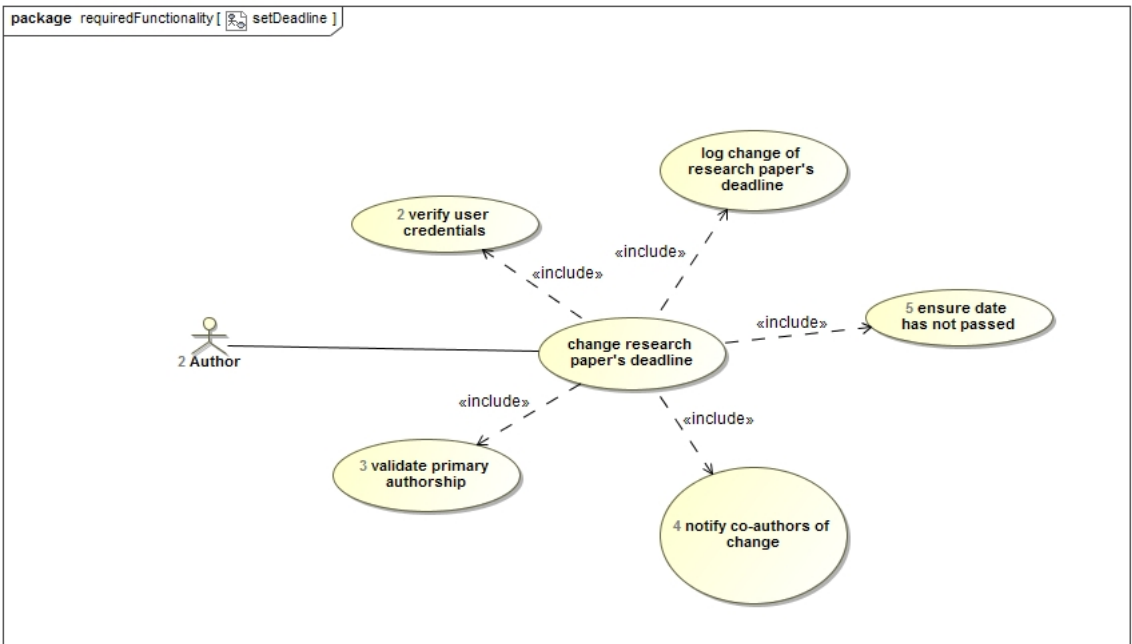 package requiredFunctionality [ setDeadline ]
log change of
research paper's
deadline
2 verify user
credentials
«include»
«include»
5 ensure date
has not passed
«include»
change research
paper's deadline
2 Author
«include»
«include»
3 validate primary
authorship
4 notify co-authors of
change